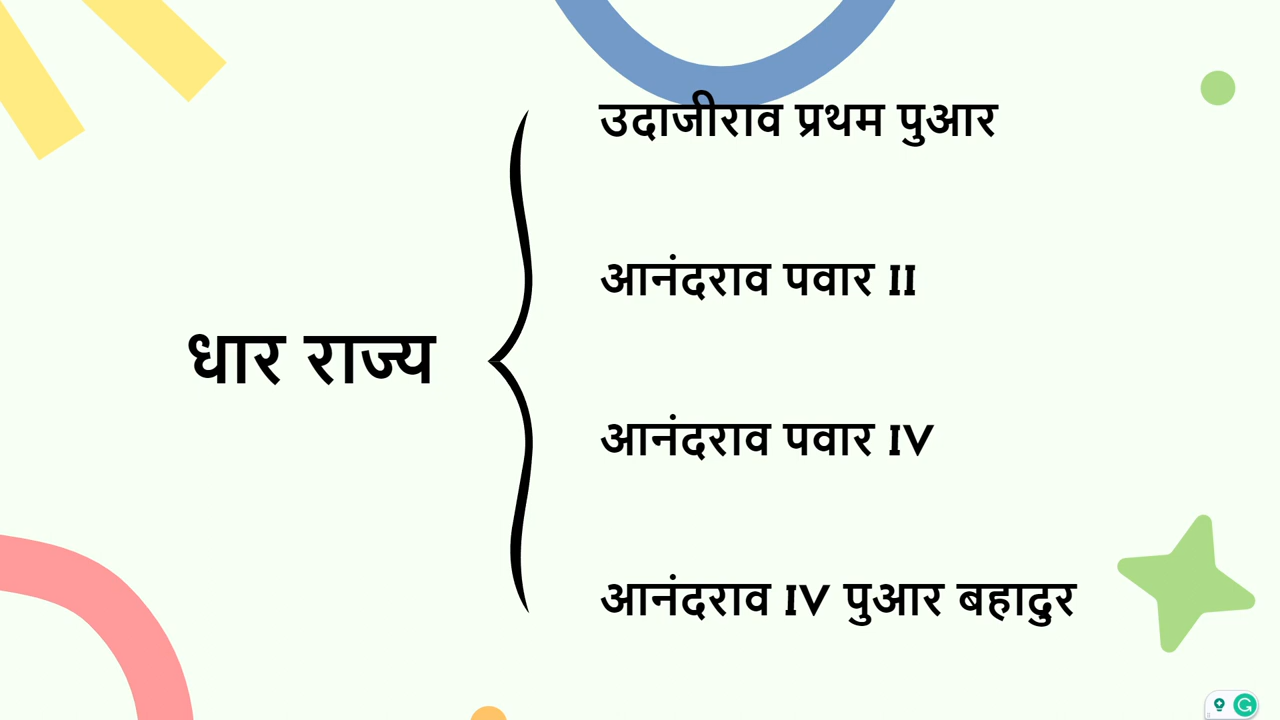 धार राज्य
उदाजीराव प्रथम पुआर
आनंदराव पवार II
आनंदराव पवार IV
आनंदराव IV पुआर बहादुर